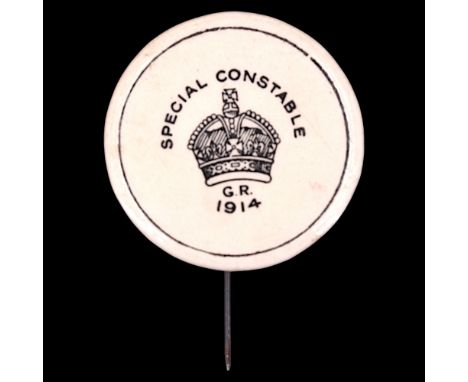 SPECIAL CONSTABLE
G.R.
1914